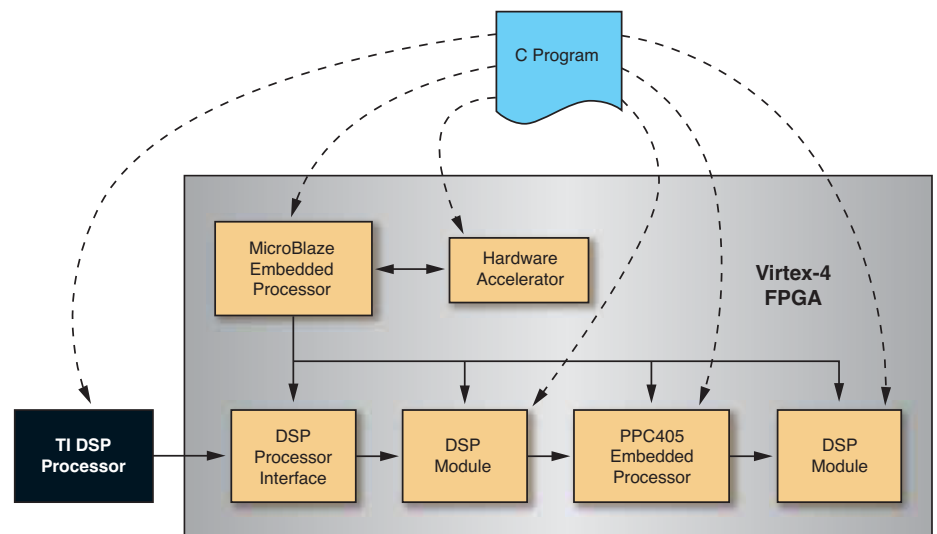 C Program
MicroBlaze
Embedded
Processor
Hardware
Accelerator
Virtex-4
FPGA
TI DSP
Processor
DSP
Processor
Interface
DSP
Module
PPC405
Embedded
Processor
DSP
Module